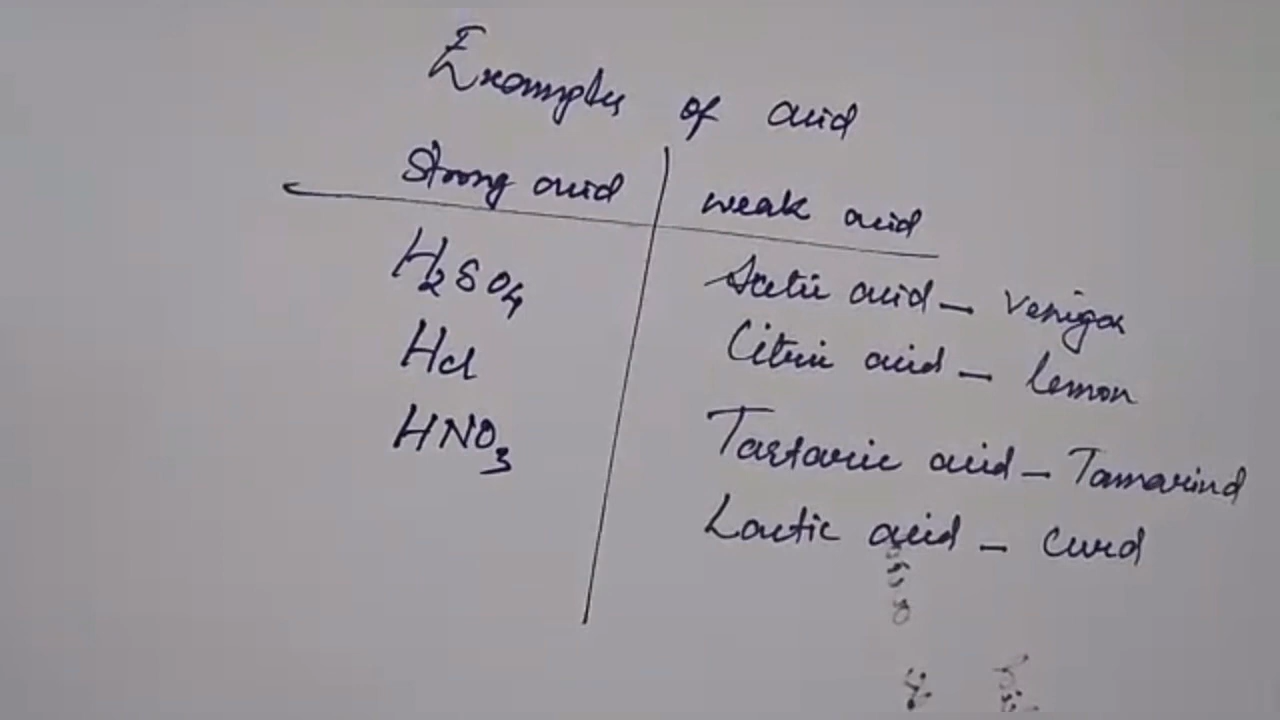 Examples of acid
Strong acid weak acid
H₂SO₄ Acetic acid – Venigar
Hcl Citric acid – lemon
HNO₃ Tartaric acid – Tamarind
Lactic acid – curd